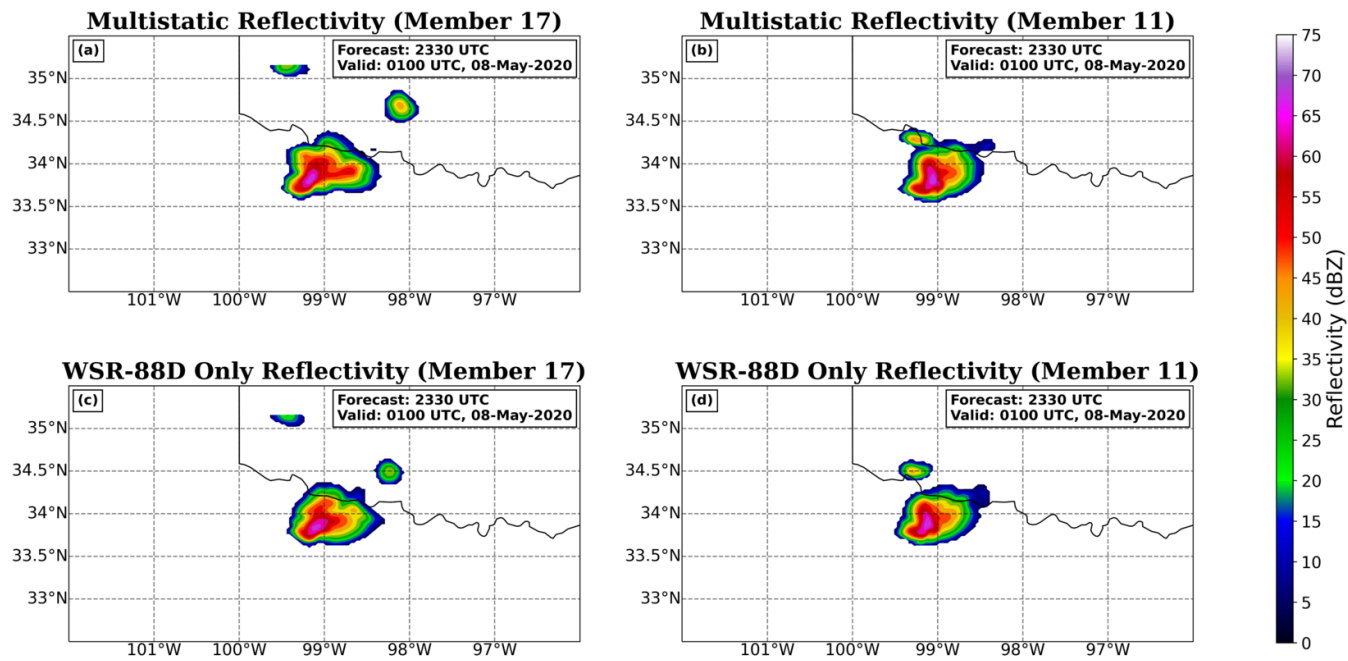 Multistatic Reflectivity (Member 17)
(a)
Forecast: 2330 UTC
Valid: 0100 UTC, 08-May-2020
35°N
34.5°N
34°N
33.5°N
33°N
101°W 100°W 99°W 98°W 97°W
Multistatic Reflectivity (Member 11)
(b)
Forecast: 2330 UTC
Valid: 0100 UTC, 08-May-2020
35°N
34.5°N
34°N
33.5°N
33°N
101°W 100°W 99°W 98°W 97°W
WSR-88D Only Reflectivity (Member 17)
(c)
Forecast: 2330 UTC
Valid: 0100 UTC, 08-May-2020
35°N
34.5°N
34°N
33.5°N
33°N
101°W 100°W 99°W 98°W 97°W
WSR-88D Only Reflectivity (Member 11)
(d)
Forecast: 2330 UTC
Valid: 0100 UTC, 08-May-2020
35°N
34.5°N
34°N
33.5°N
33°N
101°W 100°W 99°W 98°W 97°W
75
70
65
60
55
50
45
40
35
30
25
20
15
10
5
0
Reflectivity (dBZ)